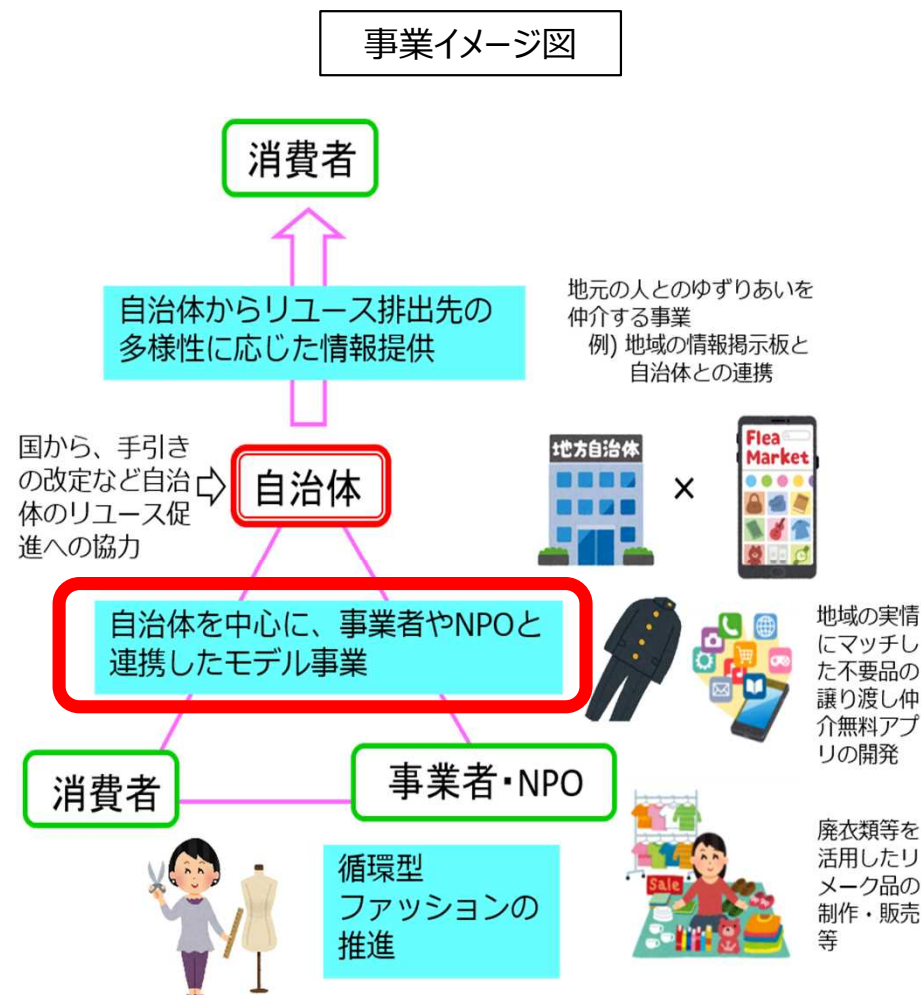 事業イメージ図
消費者
自治体からリユース排出先の
多様性に応じた情報提供
地元の人とのゆずりあいを
仲介する事業
例) 地域の情報掲示板と
自治体との連携
国から、手引き
の改定など自治
体のリユース促
進への協力
自治体
地方自治体
×
Flea
Market
自治体を中心に、事業者やNPOと
連携したモデル事業
地域の実情
にマッチし
た不要品の
譲り渡し仲
介無料アプ
リの開発
消費者
事業者・NPO
循環型
ファッションの
推進
Sale
廃衣類等を
活用したリ
メーク品の
制作・販売
等